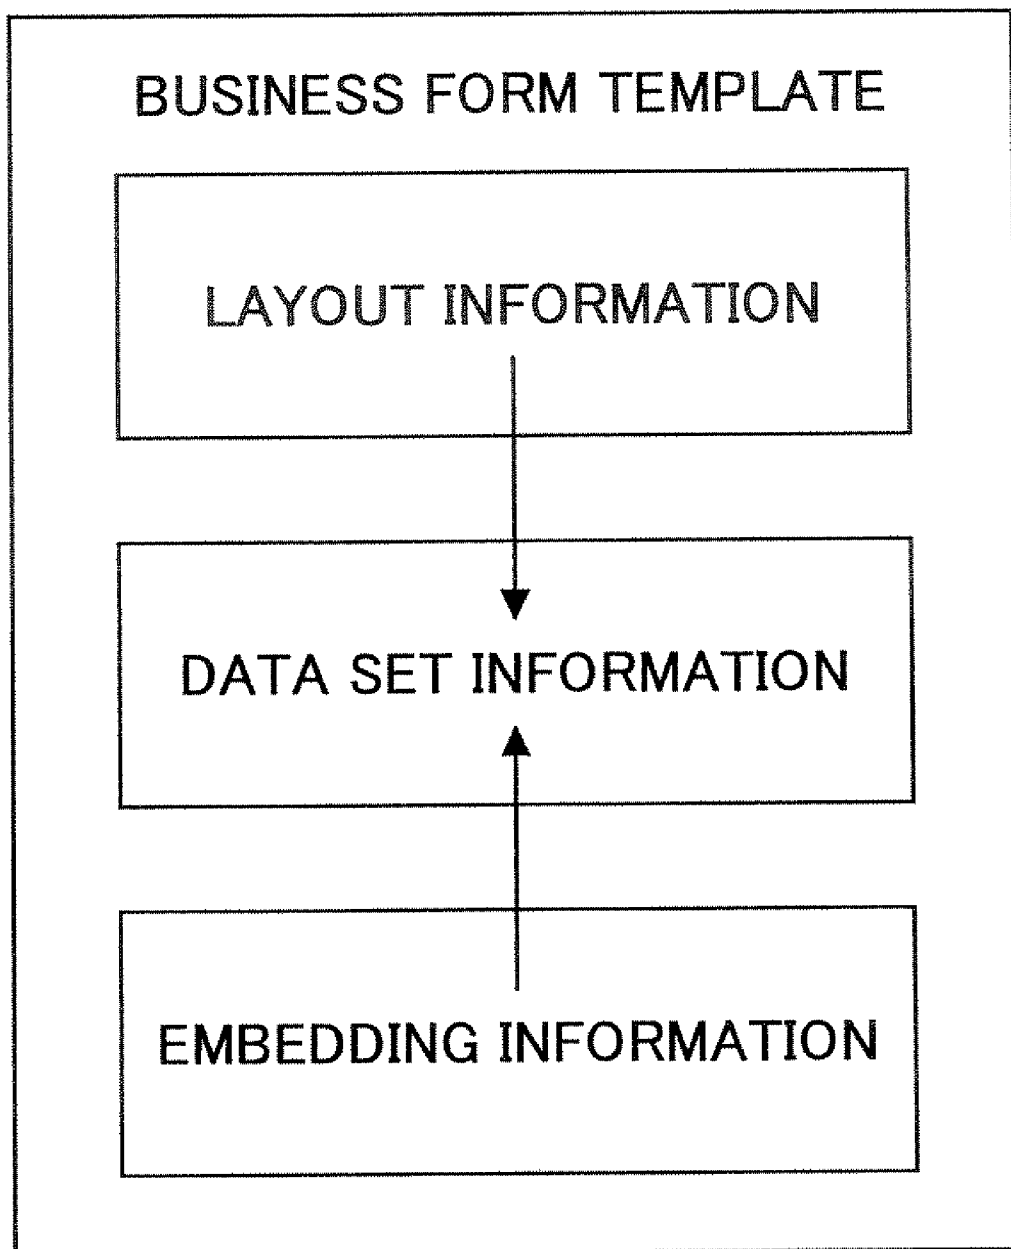 BUSINESS FORM TEMPLATE
LAYOUT INFORMATION
DATA SET INFORMATION
EMBEDDING INFORMATION